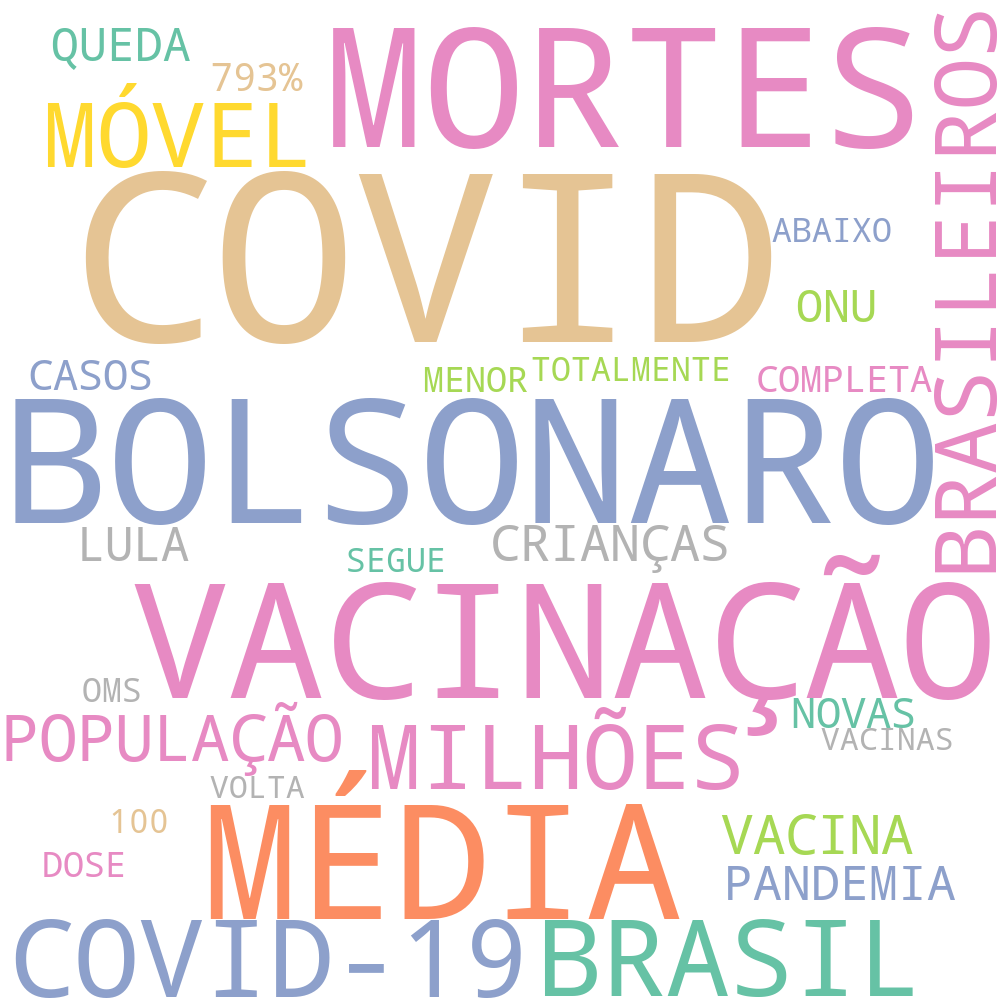 QUEDA
793%
MORTES
MÓVEL
COVID
BRASILEIROS
ABAIXO
ONU
CASOS
MENOR
TOTALMENTE
COMPLETA
BOLSONARO
LULA
SEGUE
CRIANÇAS
VACINAÇÃO
OMS
NOVAS
POPULAÇÃO
MILHÕES
VACINAS
VOLTA
100
MÉDIA
VACINA
DOSE
PANDEMIA
COVID-19
BRASIL